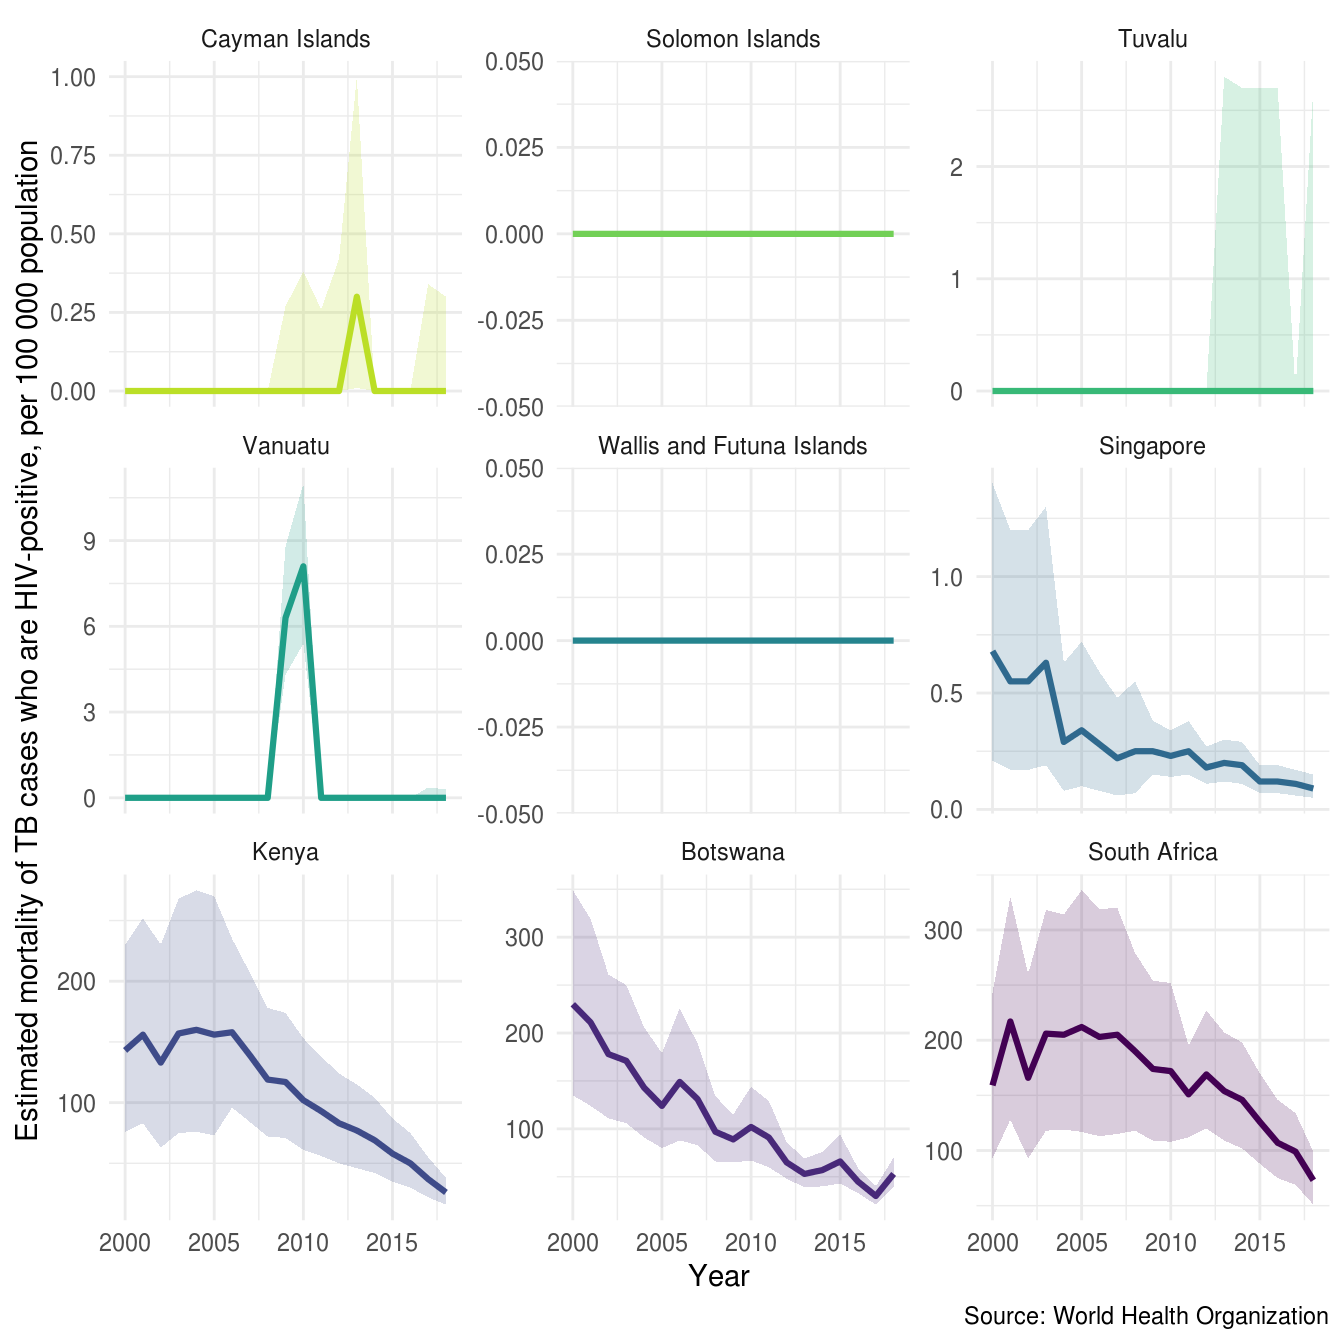 Cayman Islands
Solomon Islands
Tuvalu
1.00
0.75
0.50
0.25
0.00
0.050
0.025
0.000
-0.025
-0.050
2
1
0
Vanuatu
Wallis and Futuna Islands
Singapore
9
6
3
0
0.050
0.025
0.000
-0.025
-0.050
1.0
0.5
0.0
Kenya
Botswana
South Africa
200
100
300
200
100
300
200
100
2000 2005 2010 2015
2000 2005 2010 2015
2000 2005 2010 2015
Estimated mortality of TB cases who are HIV-positive, per 100 000 population
Year
Source: World Health Organization